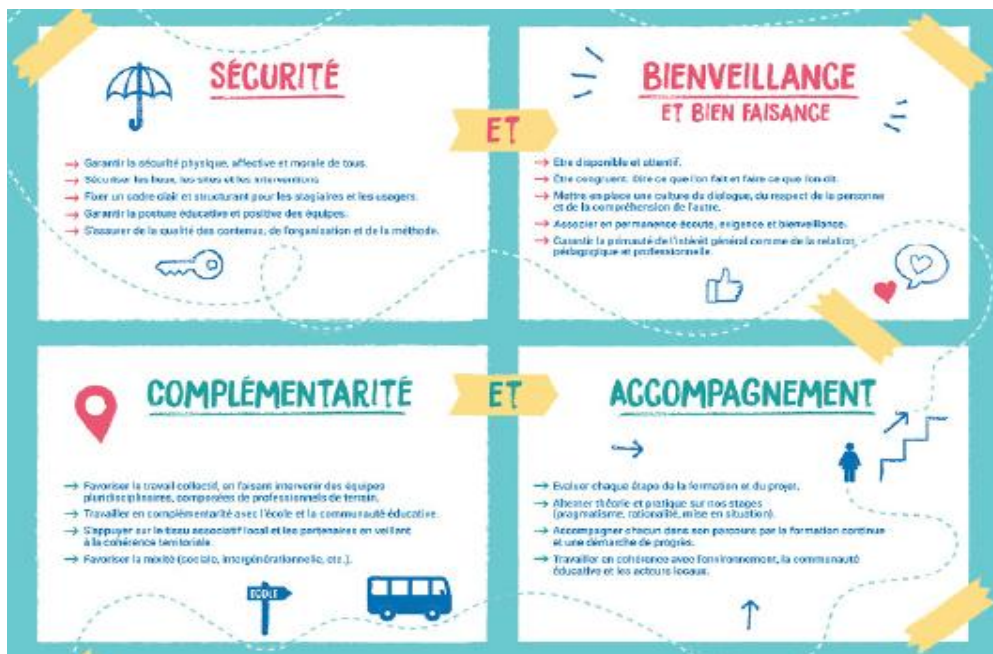 SÉCURITÉ
→ Garantir la sécurité physique, affective et morale de tous.
→ Sécuriser les lieux, les sites et les interventions
→ Fixer un cadre clair et structurant pour les stagiaires et les usagers.
→ Garantir la posture éducative et positive des équipes.
→ S'assurer de la qualité des contenus, de l'organisation et de la méthode.
ET
BIENVEILLANCE
ET BIEN FAISANCE
→ Etre disponible et attentif.
→ Être congruent. Dire ce que l'on fait et faire ce que l'on dit.
→ Mettre en place une culture du dialogue, du respect de la personne
et de la compréhension de l'autre.
→ Associer en permanence écoute, exigence et bienveillance.
→ Garantir la primauté de l'intérêt général comme de la relation
pédagogique et professionnelle.
COMPLÉMENTARITÉ
→ Favoriser le travail collectif, en faisant intervenir des équipes
pluridisciplinaires, composées de professionnels de terrain.
→ Travailler en complémentarité avec l'école et la communauté éducative.
→ S'appuyer sur le tissu associatif local et les partenaires en veillant
à la cohérence territoriale.
→ Favoriser la mixité (sociale, intergénérationnelle, etc.).
ECOLE
ET
ACCOMPAGNEMENT
→ Evaluer chaque étape de la formation et du projet.
→ Alterner théorie et pratique sur nos stages
(pragmatisme, rationalité, mise en situation).
→ Accompagner chacun dans son parcours par la formation continue
et une démarche de progrès.
→ Travailler en cohérence avec l'environnement, la communauté
éducative et les acteurs locaux.